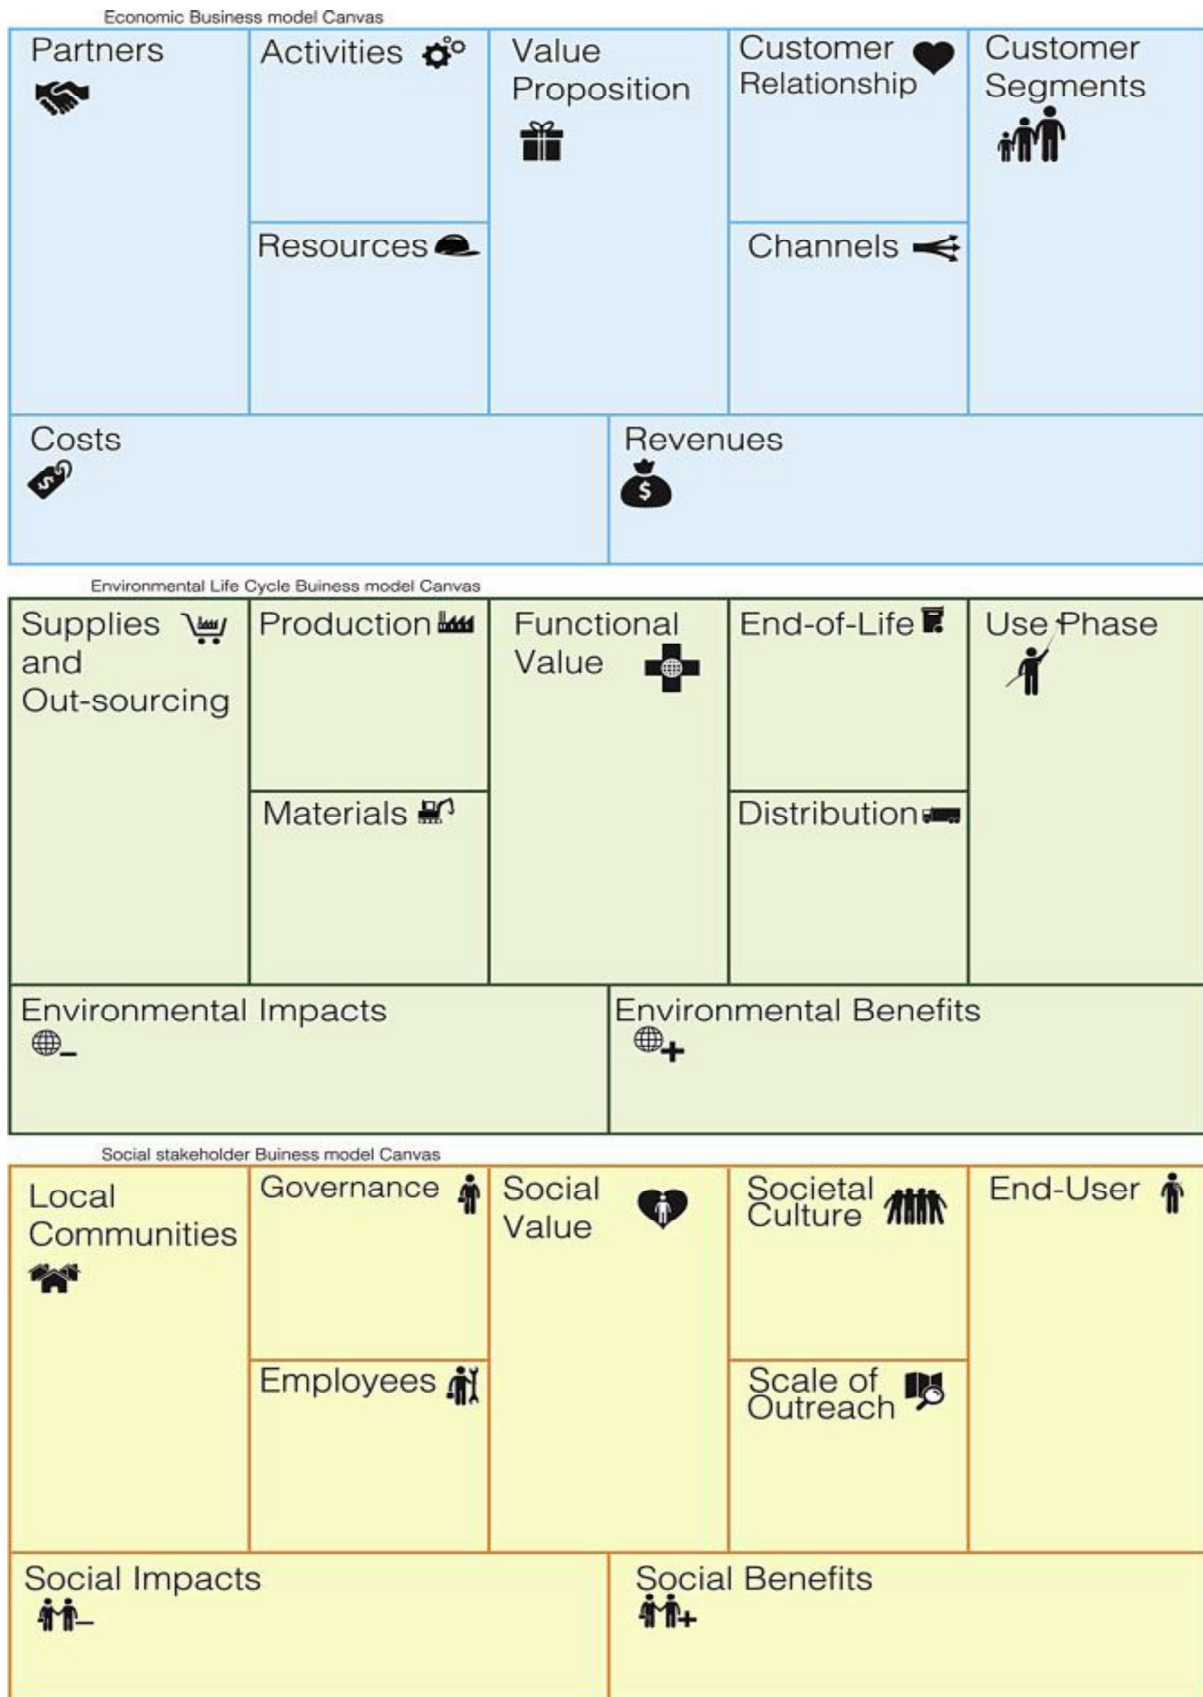 Economic Business model Canvas
Partners
Activities
Value
Proposition
Customer
Relationship
Customer
Segments
Resources
Channels
Costs
$
Revenues
$
Environmental Life Cycle Buiness model Canvas
Supplies
and
Out-sourcing
Production
Functional
Value
End-of-Life
Use Phase
Materials
Distribution
Environmental Impacts
Environmental Benefits
Social stakeholder Buiness model Canvas
Local
Communities
Governance
Social
Value
Societal
Culture
End-User
Employees
Scale of
Outreach
Social Impacts
Social Benefits